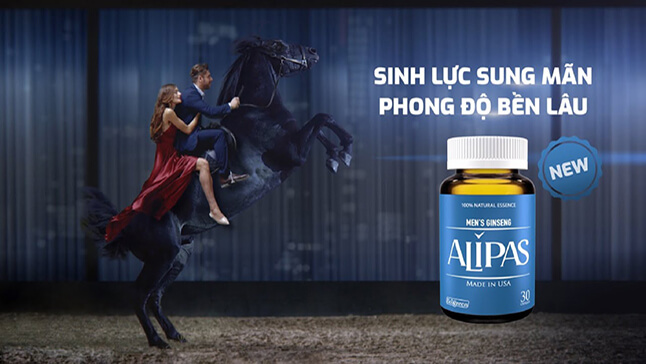 SINH LỰC SUNG MÃN
PHONG ĐỘ BỀN LÂU
NEW
100% NATURAL ESSENCE
MEN'S GINSENG
ALIPAS
MADE IN USA
30